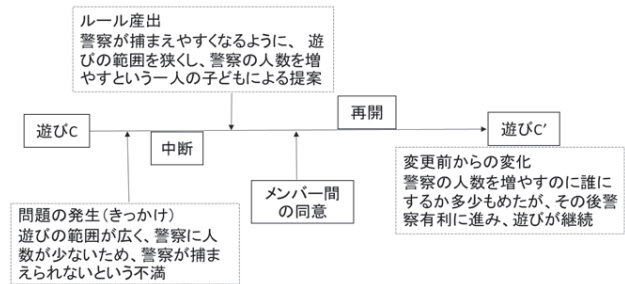 ルール産出
警察が捕まえやすくなるように、 遊
びの範囲を狭くし、警察の人数を増
やすという一人の子どもによる提案
再開
遊びC
中断
遊びC’
メンバー間
の同意
変更前からの変化
警察の人数を増やすのに誰に
するか多少もめたが、その後警
察有利に進み、遊びが継続
問題の発生(きっかけ)
遊びの範囲が広く、警察に人
数が少ないため、警察が捕ま
えられないという不満